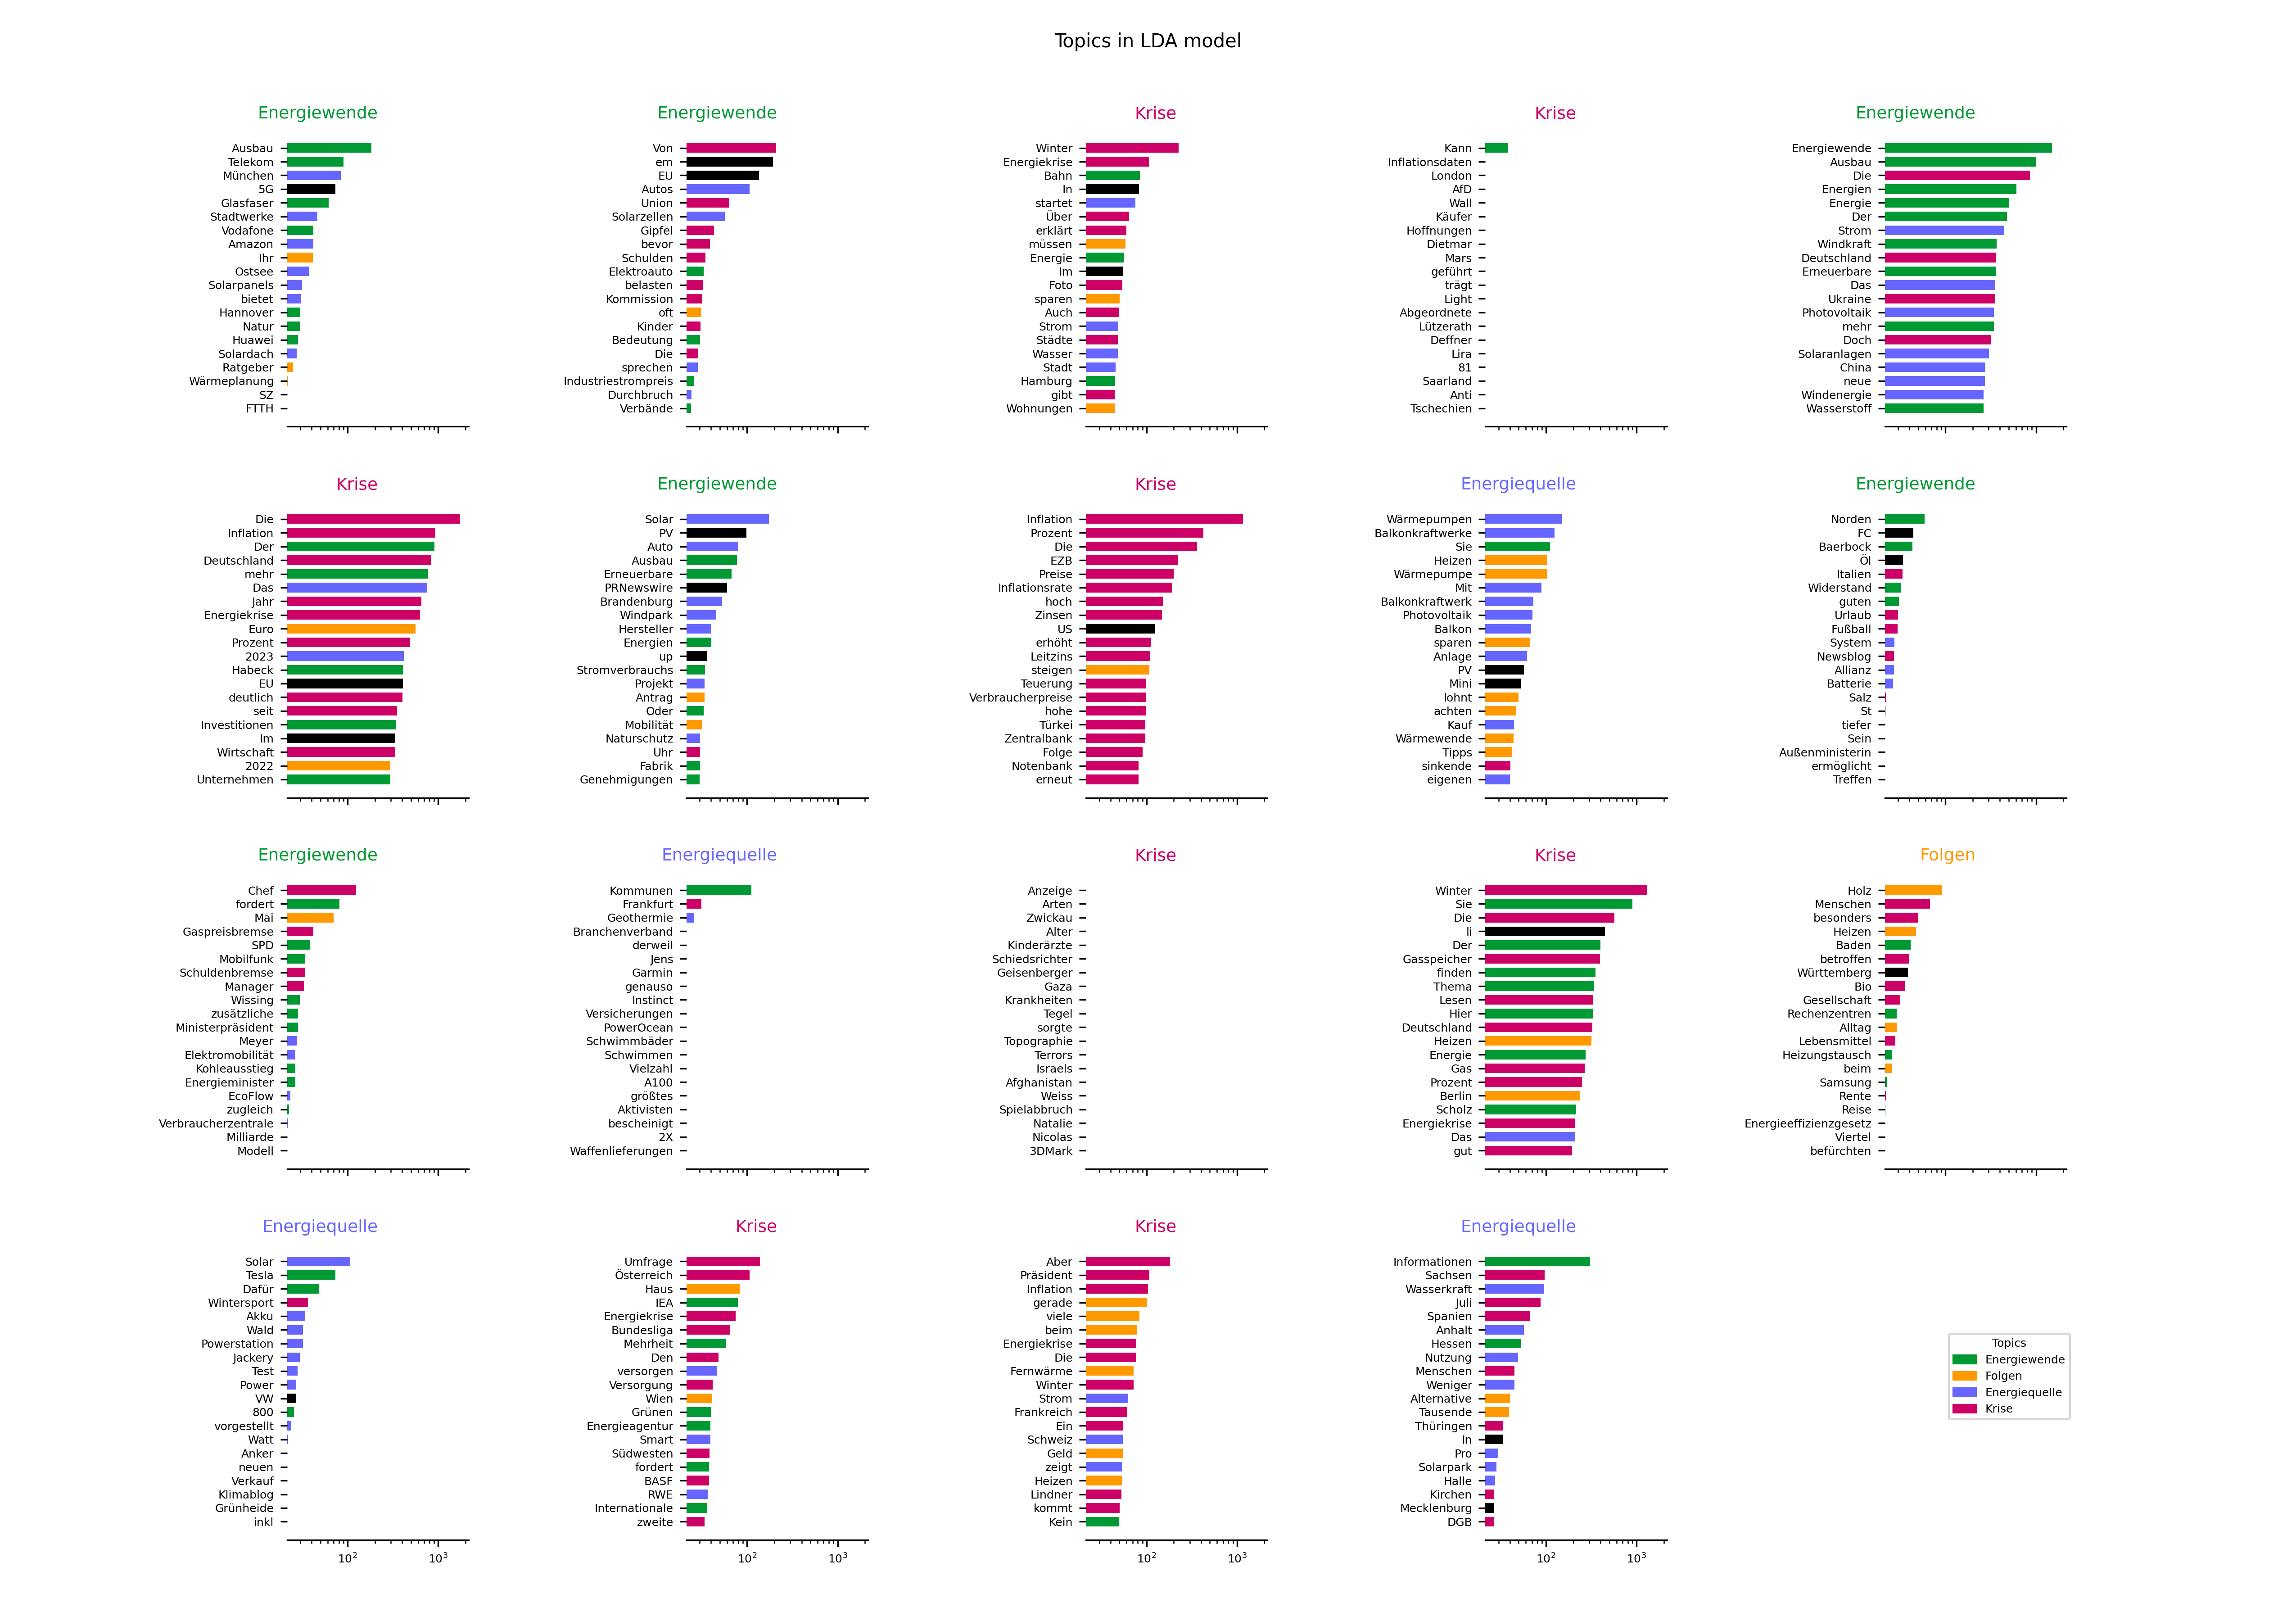 Topics in LDA model
Energiewende
Ausbau
Telekom
München
5G
Glasfaser
Stadtwerke
Vodafone
Amazon
Ihr
Ostsee
Solarpanels
bietet
Hannover
Natur
Huawei
Solardach
Ratgeber
Wärmeplanung
SZ
FTTH
Energiewende
Von
em
EU
Autos
Union
Solarzellen
Gipfel
bevor
Schulden
Elektroauto
belasten
Kommission
oft
Kinder
Bedeutung
Die
sprechen
Industriestrompreis
Durchbruch
Verbände
Krise
Winter
Energiekrise
Bahn
In
startet
Über
erklärt
müssen
Energie
Im
Foto
sparen
Auch
Strom
Städte
Wasser
Stadt
Hamburg
gibt
Wohnungen
Krise
Kann
Inflationsdaten
London
AfD
Wall
Käufer
Hoffnungen
Dietmar
Mars
geführt
trägt
Light
Abgeordnete
Lützerath
Deffner
Lira
81
Saarland
Anti
Tschechien
Energiewende
Energiewende
Ausbau
Die
Energien
Energie
Der
Strom
Windkraft
Deutschland
Erneuerbare
Das
Ukraine
Photovoltaik
mehr
Doch
Solaranlagen
China
neue
Windenergie
Wasserstoff
Krise
Die
Inflation
Der
Deutschland
mehr
Das
Jahr
Energiekrise
Euro
Prozent
2023
Habeck
EU
deutlich
seit
Investitionen
Im
Wirtschaft
2022
Unternehmen
Energiewende
Solar
PV
Auto
Ausbau
Erneuerbare
PRNewswire
Brandenburg
Windpark
Hersteller
Energien
up
Stromverbrauchs
Projekt
Antrag
Oder
Mobilität
Naturschutz
Uhr
Fabrik
Genehmigungen
Krise
Inflation
Prozent
Die
EZB
Preise
Inflationsrate
hoch
Zinsen
US
erhöht
Leitzins
steigen
Teuerung
Verbraucherpreise
hohe
Türkei
Zentralbank
Folge
Notenbank
erneut
Energiequelle
Wärmepumpen
Balkonkraftwerke
Sie
Heizen
Wärmepumpe
Mit
Balkonkraftwerk
Photovoltaik
Balkon
sparen
Anlage
PV
Mini
lohnt
achten
Kauf
Wärmewende
Tipps
sinkende
eigenen
Energiewende
Norden
FC
Baerbock
Öl
Italien
Widerstand
guten
Urlaub
Fußball
System
Newsblog
Allianz
Batterie
Salz
St
tiefer
Sein
Außenministerin
ermöglicht
Treffen
Energiewende
Chef
fordert
Mai
Gaspreisbremse
SPD
Mobilfunk
Schuldenbremse
Manager
Wissing
zusätzliche
Ministerpräsident
Meyer
Elektromobilität
Kohleausstieg
Energieminister
EcoFlow
zugleich
Verbraucherzentrale
Milliarde
Modell
Energiequelle
Kommunen
Frankfurt
Geothermie
Branchenverband
derweil
Jens
Garmin
genauso
Instinct
Versicherungen
PowerOcean
Schwimmbäder
Schwimmen
Vielzahl
A100
größtes
Aktivisten
bescheinigt
2X
Waffenlieferungen
Krise
Anzeige
Arten
Zwickau
Alter
Kinderärzte
Schiedsrichter
Geisenberger
Gaza
Krankheiten
Tegel
sorgte
Topographie
Terrors
Israels
Afghanistan
Weiss
Spielabbruch
Natalie
Nicolas
3DMark
Krise
Winter
Sie
Die
li
Der
Gasspeicher
finden
Thema
Lesen
Hier
Deutschland
Heizen
Energie
Gas
Prozent
Berlin
Scholz
Energiekrise
Das
gut
Folgen
Holz
Menschen
besonders
Heizen
Baden
betroffen
Württemberg
Bio
Gesellschaft
Rechenzentren
Alltag
Lebensmittel
Heizungstausch
beim
Samsung
Rente
Reise
Energieeffizienzgesetz
Viertel
befürchten
Energiequelle
Solar
Tesla
Dafür
Wintersport
Akku
Wald
Powerstation
Jackery
Test
Power
VW
800
vorgestellt
Watt
Anker
neuen
Verkauf
Klimablog
Grünheide
inkl
10²
10³
Krise
Umfrage
Österreich
Haus
IEA
Energiekrise
Bundesliga
Mehrheit
Den
versorgen
Versorgung
Wien
Grünen
Energieagentur
Smart
Südwesten
fordert
BASF
RWE
Internationale
zweite
10²
10³
Krise
Aber
Präsident
Inflation
gerade
viele
beim
Energiekrise
Die
Fernwärme
Winter
Strom
Frankreich
Ein
Schweiz
Geld
zeigt
Heizen
Lindner
kommt
Kein
10²
10³
Energiequelle
Informationen
Sachsen
Wasserkraft
Juli
Spanien
Anhalt
Hessen
Nutzung
Menschen
Weniger
Alternative
Tausende
Thüringen
In
Pro
Solarpark
Halle
Kirchen
Mecklenburg
DGB
10²
10³
Topics
Energiewende
Folgen
Energiequelle
Krise